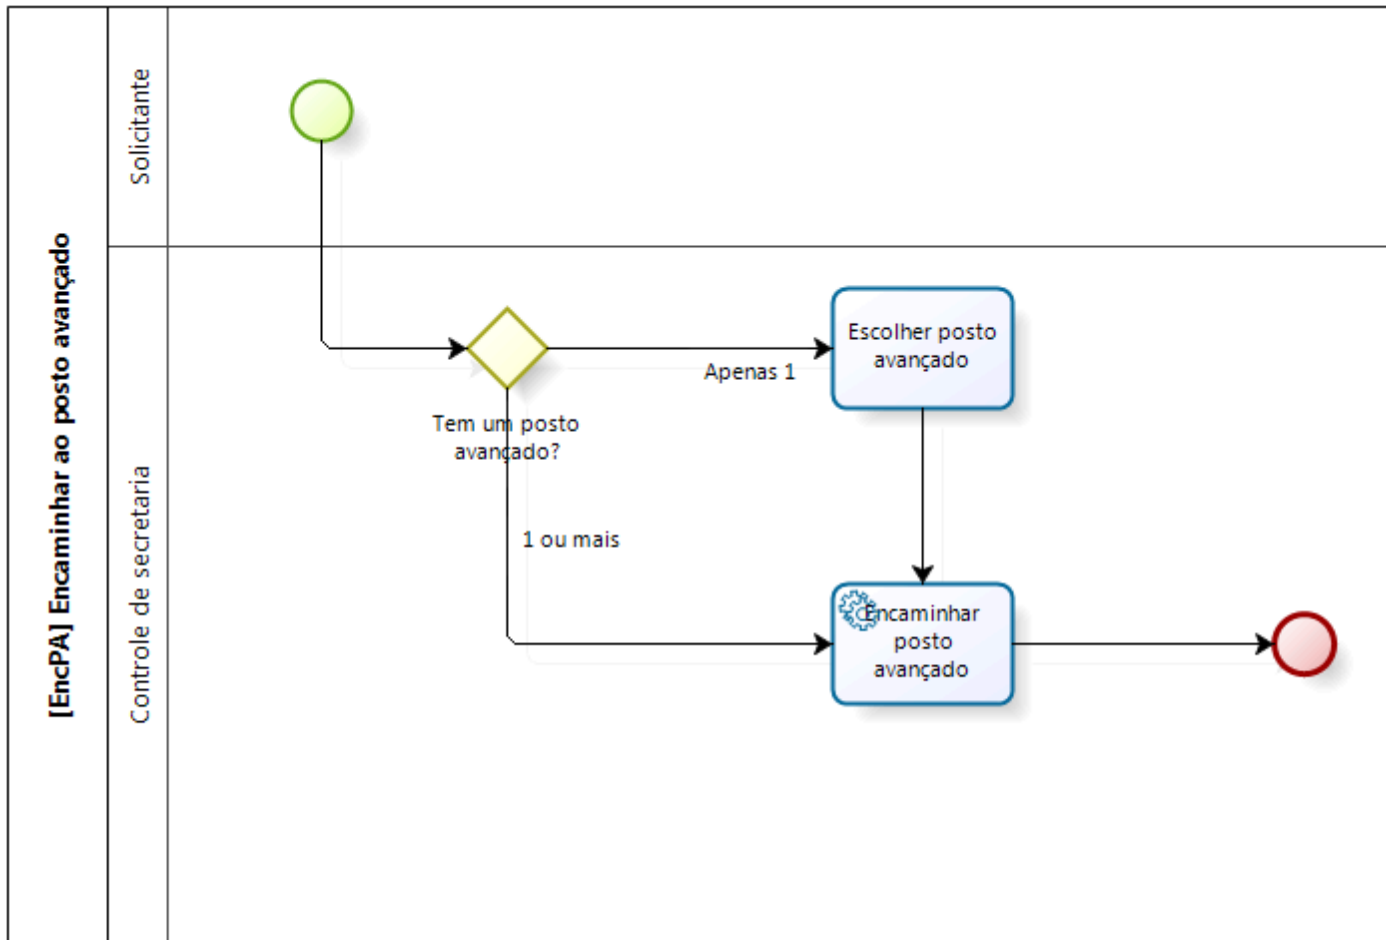 [EncPA] Encaminhar ao posto avançado
Solicitante
Controle de secretaria
Tem um posto
avançado?
Apenas 1
1 ou mais
Escolher posto
avançado
Encaminhar
posto
avançado